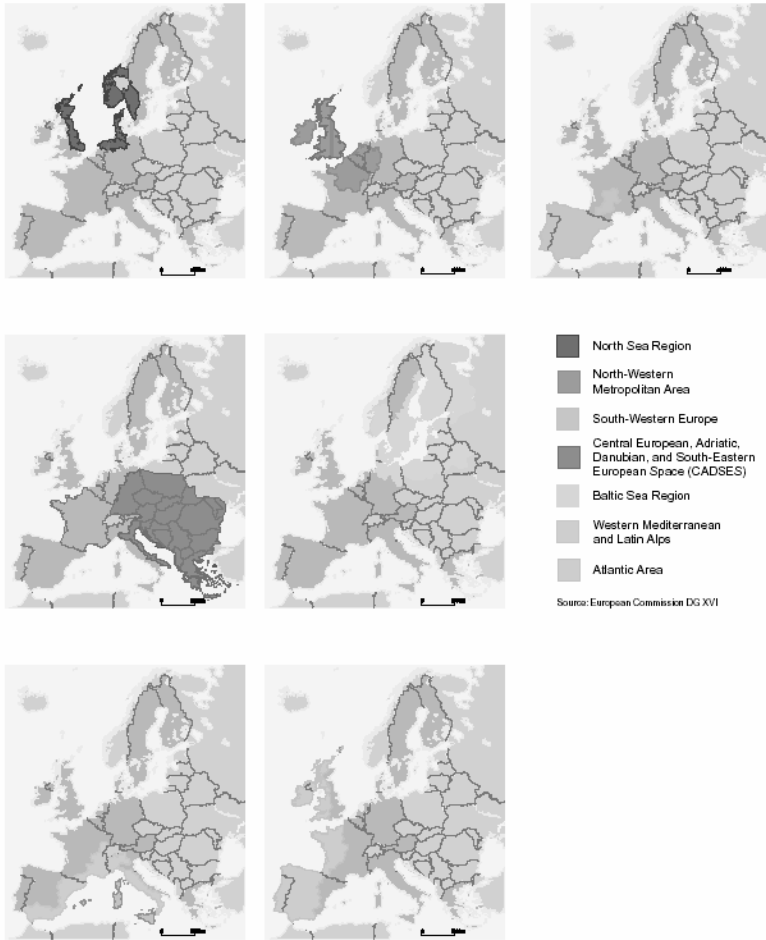 North Sea Region
North-Western
Metropolitan Area
South-Western Europe
Central European, Adriatic,
Danubian, and South-Eastern
European Space (CADSES)
Baltic Sea Region
Western Mediterranean
and Latin Alps
Atlantic Area
Source: European Commission DG XVI